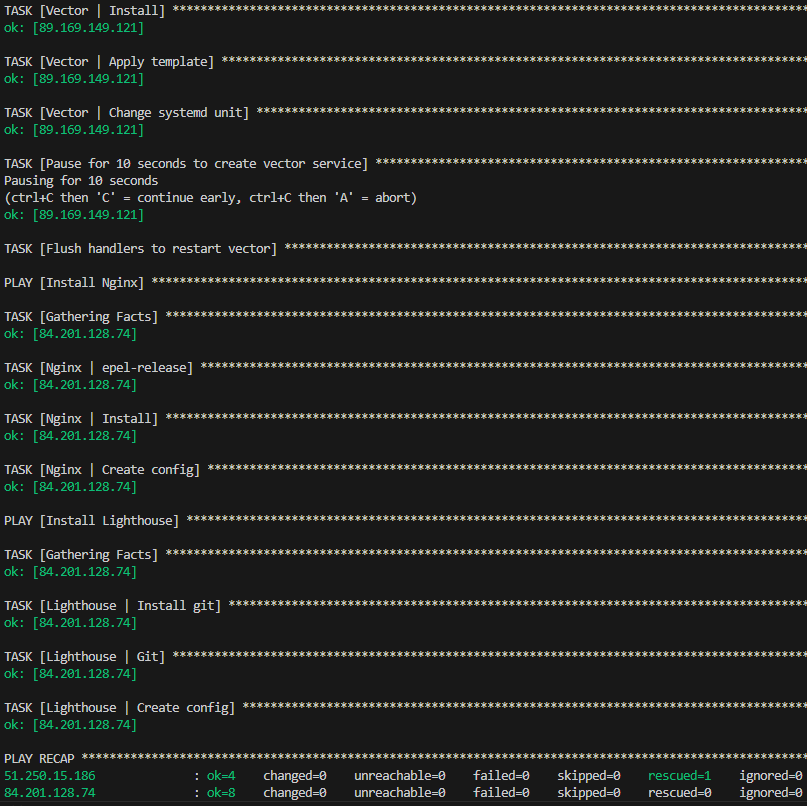 TASK [Vector | Install] ******************************************************************************************
ok: [89.169.149.121]
TASK [Vector | Apply template] ***********************************************************************************
ok: [89.169.149.121]
TASK [Vector | Change systemd unit] ******************************************************************************
ok: [89.169.149.121]
TASK [Pause for 10 seconds to create vector service] *************************************************************
Pausing for 10 seconds
(ctrl+C then 'C' = continue early, ctrl+C then 'A' = abort)
ok: [89.169.149.121]
TASK [Flush handlers to restart vector] **************************************************************************
PLAY [Install Nginx] *********************************************************************************************
TASK [Gathering Facts] *******************************************************************************************
ok: [84.201.128.74]
TASK [Nginx | epel-release] **************************************************************************************
ok: [84.201.128.74]
TASK [Nginx | Install] *******************************************************************************************
ok: [84.201.128.74]
TASK [Nginx | Create config] *************************************************************************************
ok: [84.201.128.74]
PLAY [Install Lighthouse] ****************************************************************************************
TASK [Gathering Facts] *******************************************************************************************
ok: [84.201.128.74]
TASK [Lighthouse | Install git] **********************************************************************************
ok: [84.201.128.74]
TASK [Lighthouse | Git] ******************************************************************************************
ok: [84.201.128.74]
TASK [Lighthouse | Create config] ********************************************************************************
ok: [84.201.128.74]
PLAY RECAP *******************************************************************************************************
51.250.15.186 : ok=4 changed=0 unreachable=0 failed=0 skipped=0 rescued=1 ignored=0
84.201.128.74 : ok=8 changed=0 unreachable=0 failed=0 skipped=0 rescued=0 ignored=0